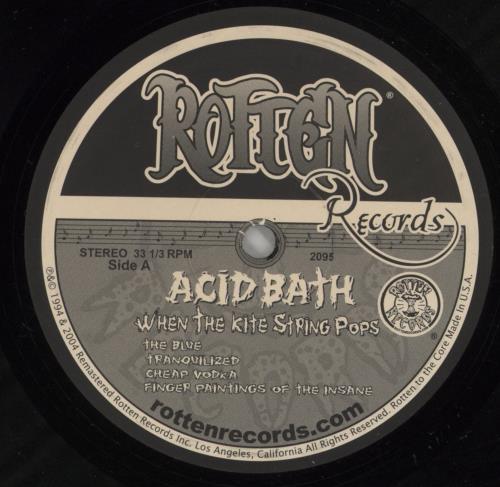 ROTTEN®
Records
STEREO 33 1/3 RPM
2095
Side A
ACID BATH
WHEN THE KITE STRING POPS
THE BLUE
TRANQUILIZED
CHEAP VODKA
FINGER PAINTINGS OF THE INSANE
ROTTEN
RECORDS
rottenrecords.com
℗&© 1994 & 2004 Remastered Rotten Records Inc. Los Angeles, California All Rights Reserved. Rotten to the Core Made in U.S.A.